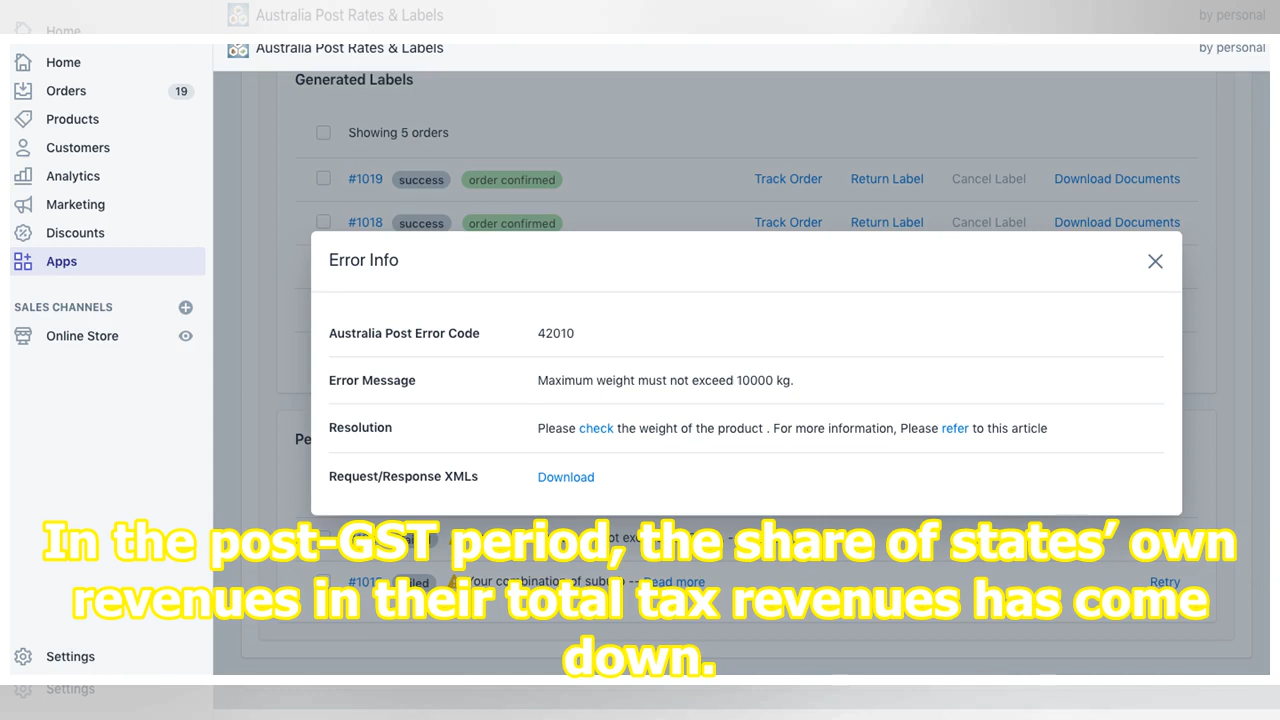 Home
Australia Post Rates & Labels
by personal
Australia Post Rates & Labels
by personal
Home
Orders
19
Products
Customers
Analytics
Marketing
Discounts
Apps
SALES CHANNELS
Online Store
Settings
Settings
Generated Labels
Showing 5 orders
#1019 success order confirmed Track Order Return Label Cancel Label Download Documents
#1018 success order confirmed Track Order Return Label Cancel Label Download Documents
Error Info
Australia Post Error Code 42010
Error Message Maximum weight must not exceed 10000 kg.
Resolution Please check the weight of the product . For more information, Please refer to this article
Request/Response XMLs Download
Read more
Retry
In the post-GST period, the share of states’ own
revenues in their total tax revenues has come
down.